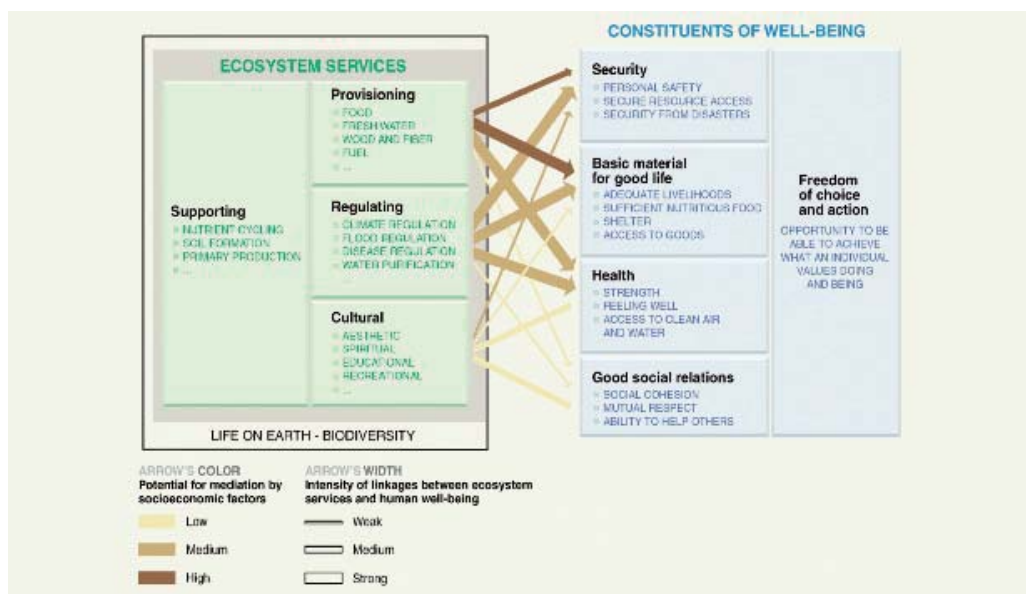 CONSTITUENTS OF WELL-BEING
ECOSYSTEM SERVICES
Supporting
NUTRIENT CYCLING
SOIL FORMATION
PRIMARY PRODUCTION
...
Provisioning
FOOD
FRESH WATER
WOOD AND FIBER
FUEL
...
Regulating
CLIMATE REGULATION
FLOOD REGULATION
DISEASE REGULATION
WATER PURIFICATION
...
Cultural
AESTHETIC
SPIRITUAL
EDUCATIONAL
RECREATIONAL
...
LIFE ON EARTH - BIODIVERSITY
Security
PERSONAL SAFETY
SECURE RESOURCE ACCESS
SECURITY FROM DISASTERS
Basic material
for good life
ADEQUATE LIVELIHOODS
SUFFICIENT NUTRITIOUS FOOD
SHELTER
ACCESS TO GOODS
Health
STRENGTH
FEELING WELL
ACCESS TO CLEAN AIR
AND WATER
Good social relations
SOCIAL COHESION
MUTUAL RESPECT
ABILITY TO HELP OTHERS
Freedom
of choice
and action
OPPORTUNITY TO BE
ABLE TO ACHIEVE
WHAT AN INDIVIDUAL
VALUES DOING
AND BEING
ARROW'S COLOR
Potential for mediation by
socioeconomic factors
Low
Medium
High
ARROW'S WIDTH
Intensity of linkages between ecosystem
services and human well-being
Weak
Medium
Strong